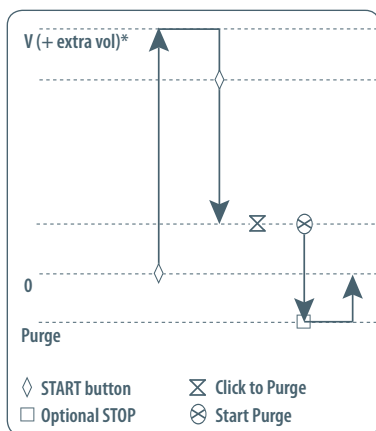 V (+ extra vol)*
0
Purge
START button
Click to Purge
Optional STOP
Start Purge